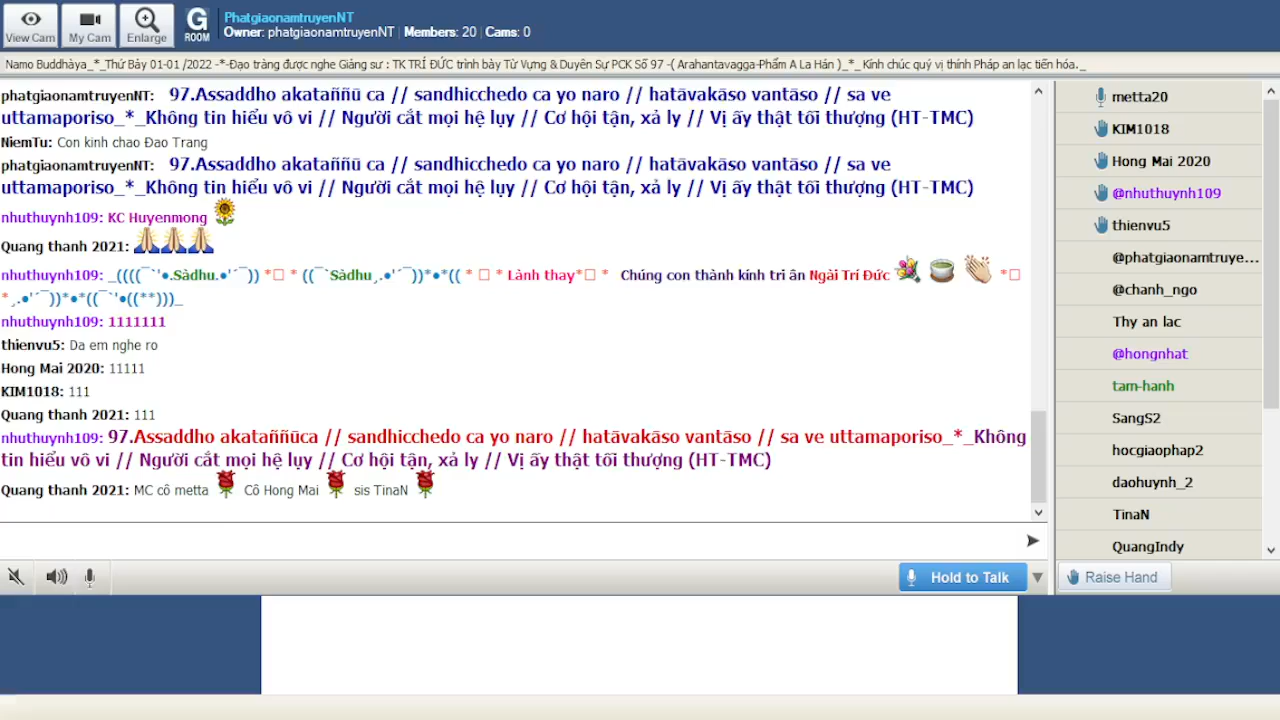 PhatgiaonamtruyenNT
Owner: phatgiaonamtruyenNT | Members: 20 | Cams: 0
View Cam
My Cam
Enlarge
G
ROOM
Namo Buddhàya_*_Thứ Bảy 01-01 /2022 -*-Đạo tràng được nghe Giảng sư : TK TRÍ ĐỨC trình bày Từ Vựng & Duyên Sự PCK Số 97 -( Arahantavagga-Phẩm A La Hán )_*_ Kính chúc quý vị thính Pháp an lạc tiến hóa._
phatgiaonamtruyenNT: 97.Assaddho akataññū ca // sandhicchedo ca yo naro // hatāvakāso vantāso // sa ve
uttamaporiso_*_Không tin hiểu vô vi // Người cắt mọi hệ lụy // Cơ hội tận, xả ly // Vị ấy thật tối thượng (HT-TMC)
NiemTu: Con kinh chao Đao Trang
phatgiaonamtruyenNT: 97.Assaddho akataññū ca // sandhicchedo ca yo naro // hatāvakāso vantāso // sa ve
uttamaporiso_*_Không tin hiểu vô vi // Người cắt mọi hệ lụy // Cơ hội tận, xả ly // Vị ấy thật tối thượng (HT-TMC)
nhuthuynh109: KC Huyenmong
Quang thanh 2021:
nhuthuynh109: _((((¯`'•.Sàdhu.•'´¯)) *□ * ((¯`Sàdhu¸.•'´¯))*•*(( * □ * Lành thay*□ * Chúng con thành kính tri ân Ngài Trí Đức *□
*¸.•'´¯))*•*((¯`'•((**)))_
nhuthuynh109: 1111111
thienvu5: Da em nghe ro
Hong Mai 2020: 11111
KIM1018: 111
Quang thanh 2021: 111
nhuthuynh109: 97.Assaddho akataññūca // sandhicchedo ca yo naro // hatāvakāso vantāso // sa ve uttamaporiso_*_Không
tin hiểu vô vi // Người cắt mọi hệ lụy // Cơ hội tận, xả ly // Vị ấy thật tối thượng (HT-TMC)
Quang thanh 2021: MC cô metta Cô Hong Mai sis TinaN
Hold to Talk
metta20
KIM1018
Hong Mai 2020
@nhuthuynh109
thienvu5
@phatgiaonamtruye...
@chanh_ngo
Thy an lac
@hongnhat
tam-hanh
SangS2
hocgiaophap2
daohuynh_2
TinaN
QuangIndy
Raise Hand